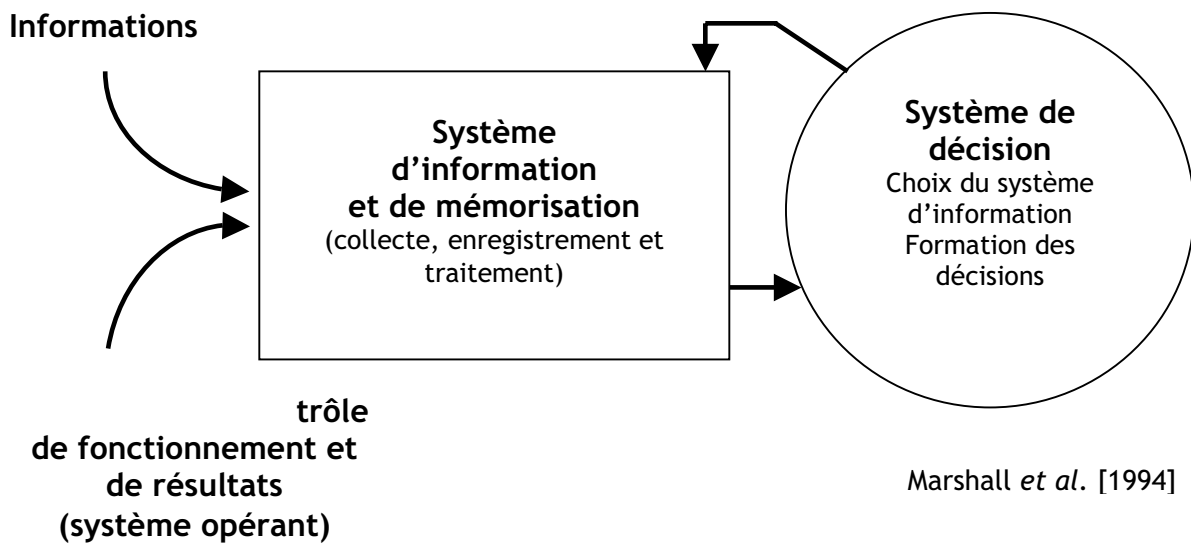 Informations
Système
d’information
et de mémorisation
(collecte, enregistrement et
traitement)
Système de
décision
Choix du système
d’information
Formation des
décisions
trôle
de fonctionnement et
de résultats
(système opérant)
Marshall et al. [1994]